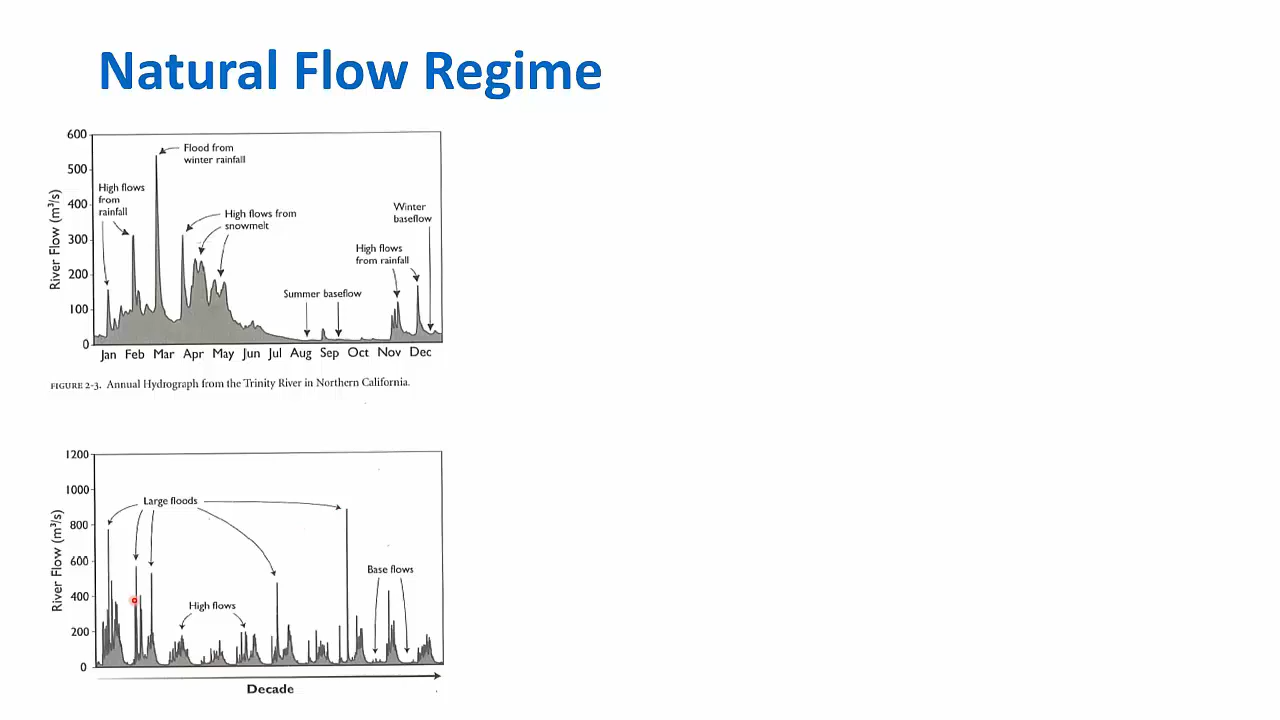 Natural Flow Regime
600
500
400
300
200
100
0
River Flow (m³/s)
Flood from
winter rainfall
High flows
from
rainfall
High flows from
snowmelt
Winter
baseflow
High flows
from rainfall
Summer baseflow
Jan Feb Mar Apr May Jun Jul Aug Sep Oct Nov Dec
FIGURE 2-3. Annual Hydrograph from the Trinity River in Northern California.
1200
1000
800
600
400
200
0
River Flow (m³/s)
Large floods
Base flows
High flows
Decade